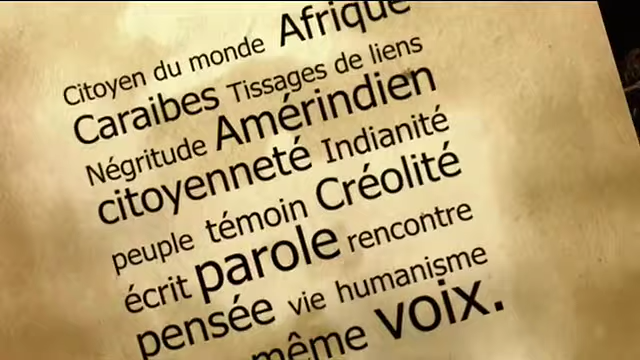 Citoyen du monde Afrique
Caraibes Tissages de liens
Négritude Amérindien
citoyenneté Indianité
peuple témoin Créolité
écrit parole rencontre
pensée vie humanisme
même voix.